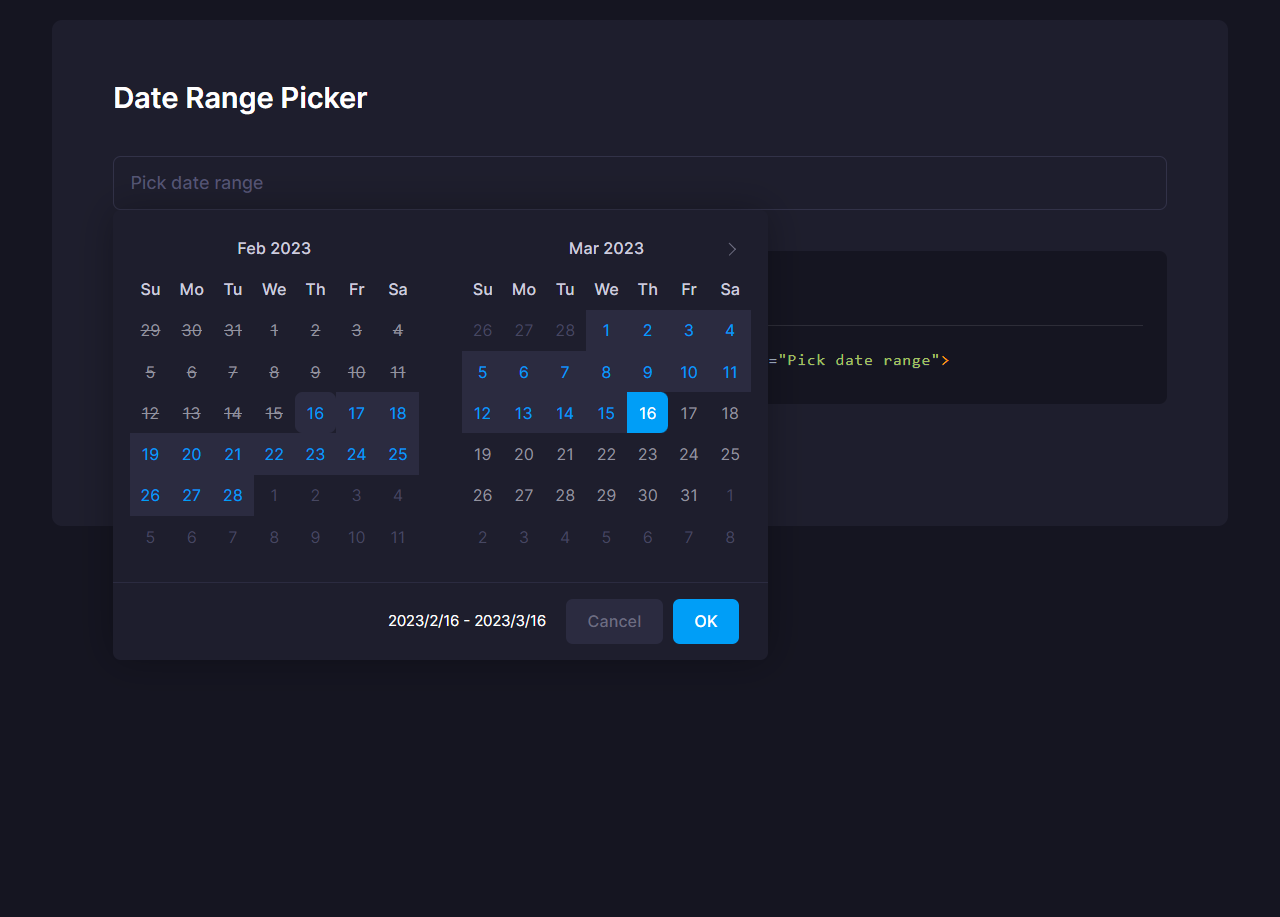 Date Range Picker
Pick date range
Feb 2023
Su Mo Tu We Th Fr Sa
29 30 31 1 2 3 4
5 6 7 8 9 10 11
12 13 14 15 16 17 18
19 20 21 22 23 24 25
26 27 28 1 2 3 4
5 6 7 8 9 10 11
Mar 2023
Su Mo Tu We Th Fr Sa
26 27 28 1 2 3 4
5 6 7 8 9 10 11
12 13 14 15 16 17 18
19 20 21 22 23 24 25
26 27 28 29 30 31 1
2 3 4 5 6 7 8
="Pick date range">
2023/2/16 - 2023/3/16
Cancel
OK